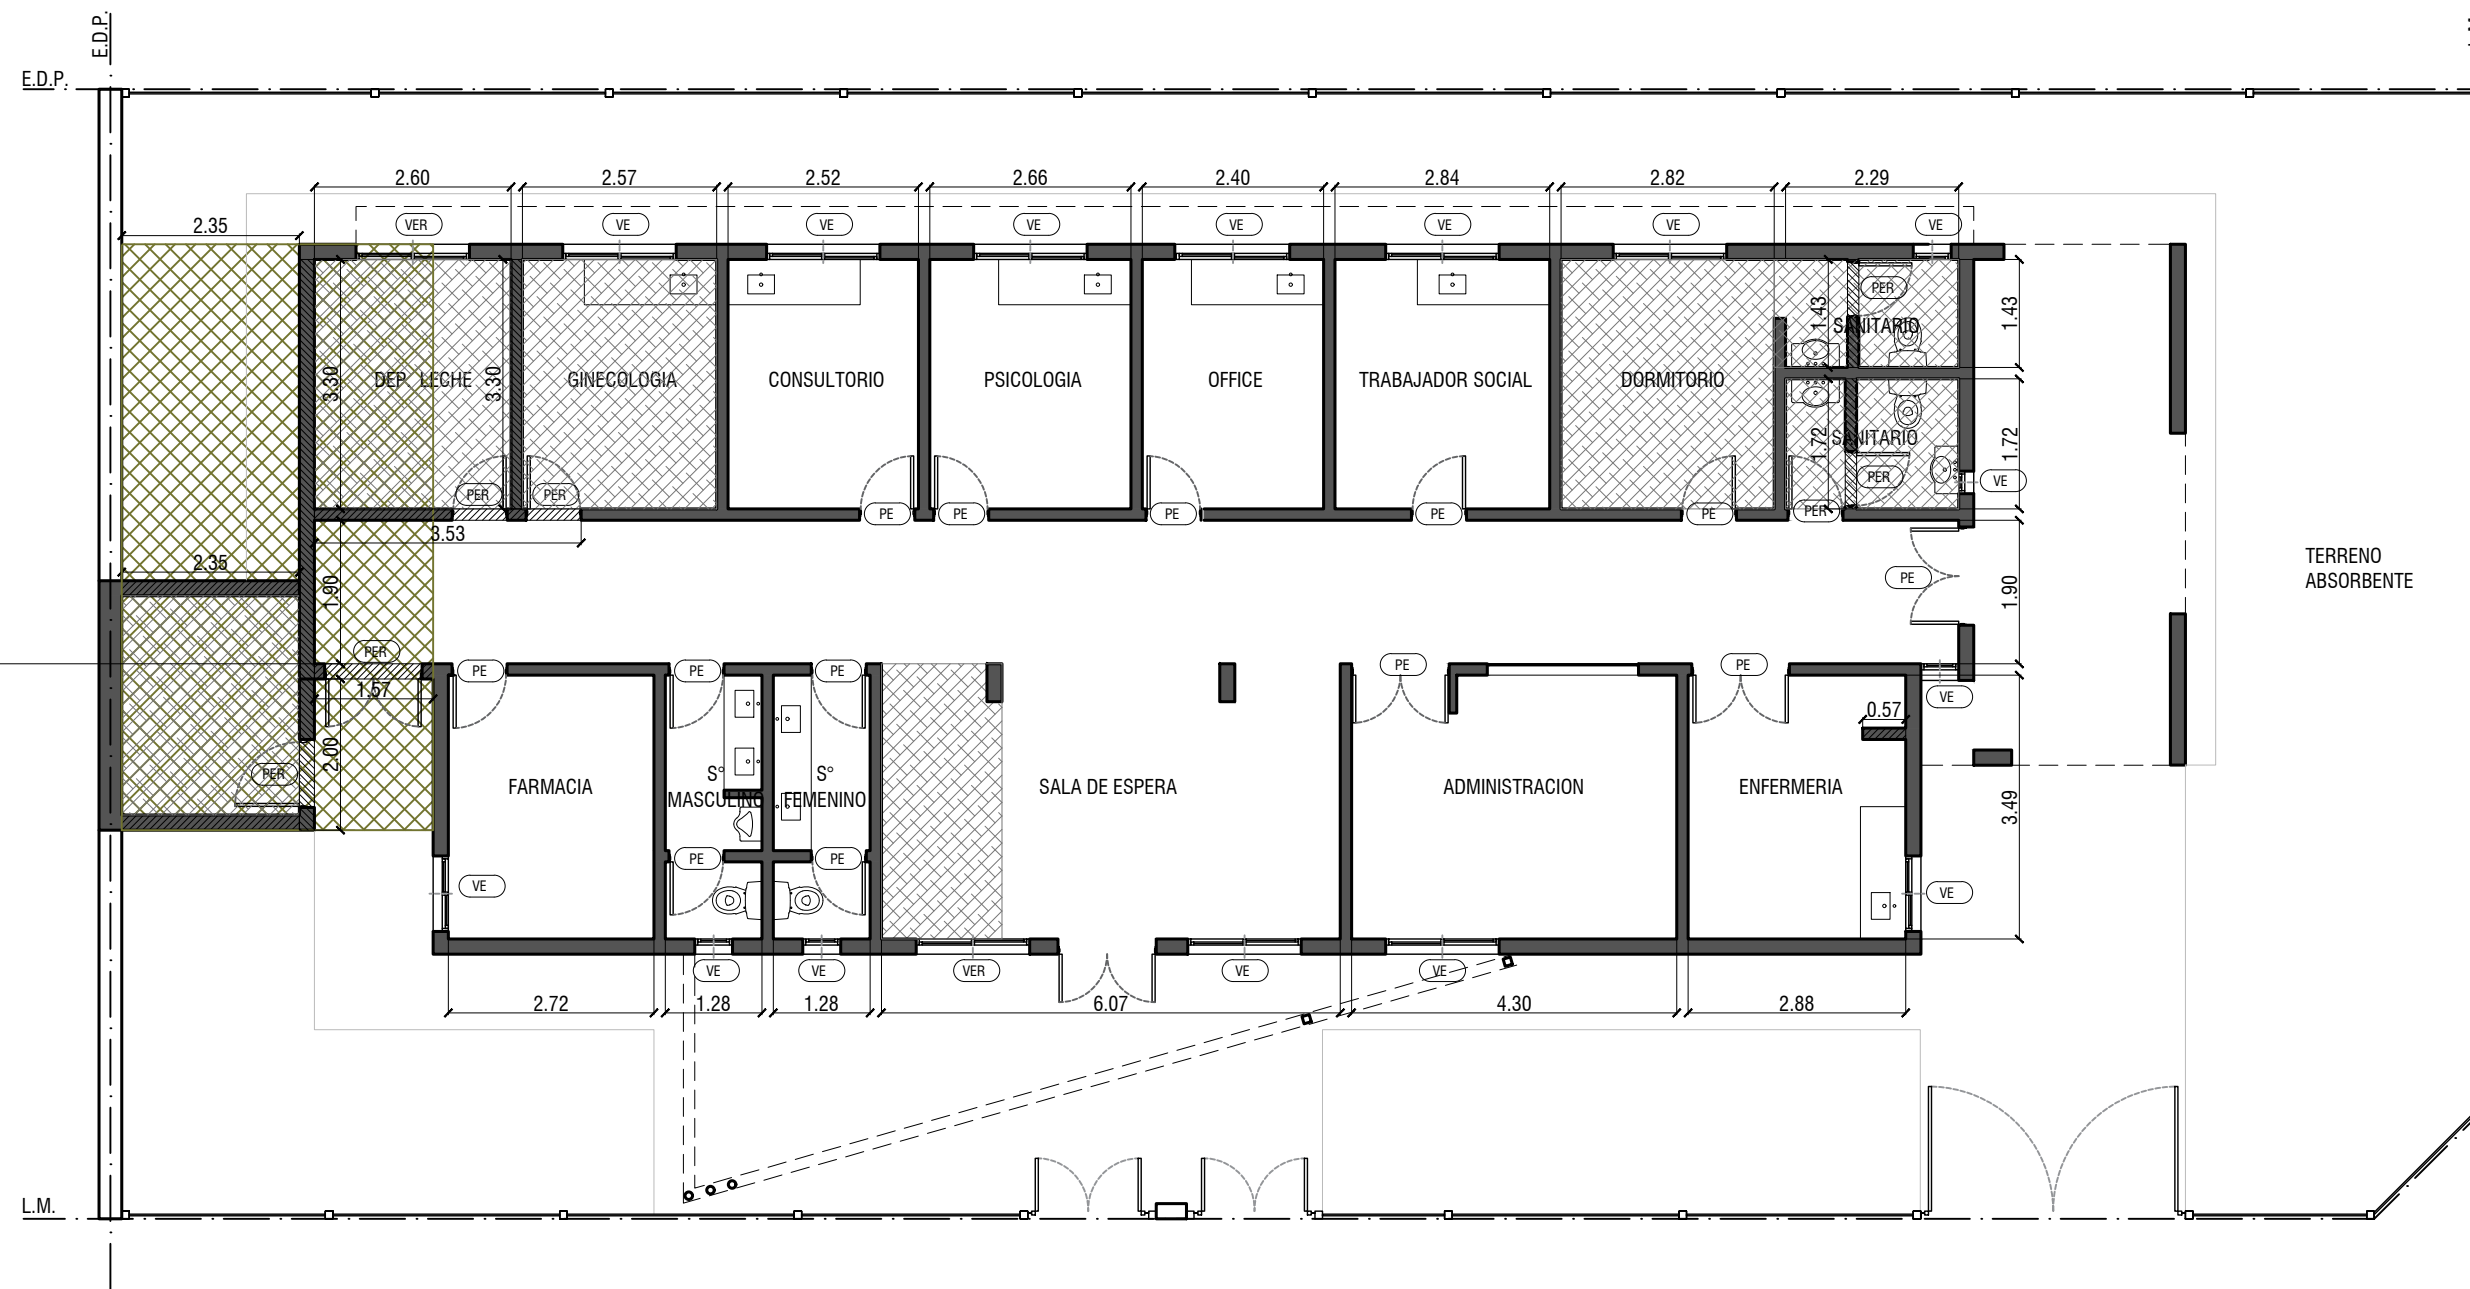 E.D.P.
E.D.P.
2.60
2.57
2.52
2.66
2.40
2.84
2.82
2.29
2.35
VER
VE
VE
VE
VE
VE
VE
VE
PER
1.43
SANITARIO
1.43
3.30
DEP. LECHE
3.30
GINECOLOGIA
CONSULTORIO
PSICOLOGIA
OFFICE
TRABAJADOR SOCIAL
DORMITORIO
1.72
SANITARIO
1.72
PER
VE
PER
PER
PE
PE
PE
PE
PE
PER
3.53
2.35
1.90
PE
1.90
TERRENO
ABSORBENTE
PER
1.57
PE
PE
PE
PE
PE
VE
0.57
2.00
PER
FARMACIA
S°
MASCULINO
S°
FEMENINO
SALA DE ESPERA
ADMINISTRACION
ENFERMERIA
3.49
PE
PE
VE
VE
VE
VE
VER
VE
VE
2.72
1.28
1.28
6.07
4.30
2.88
L.M.